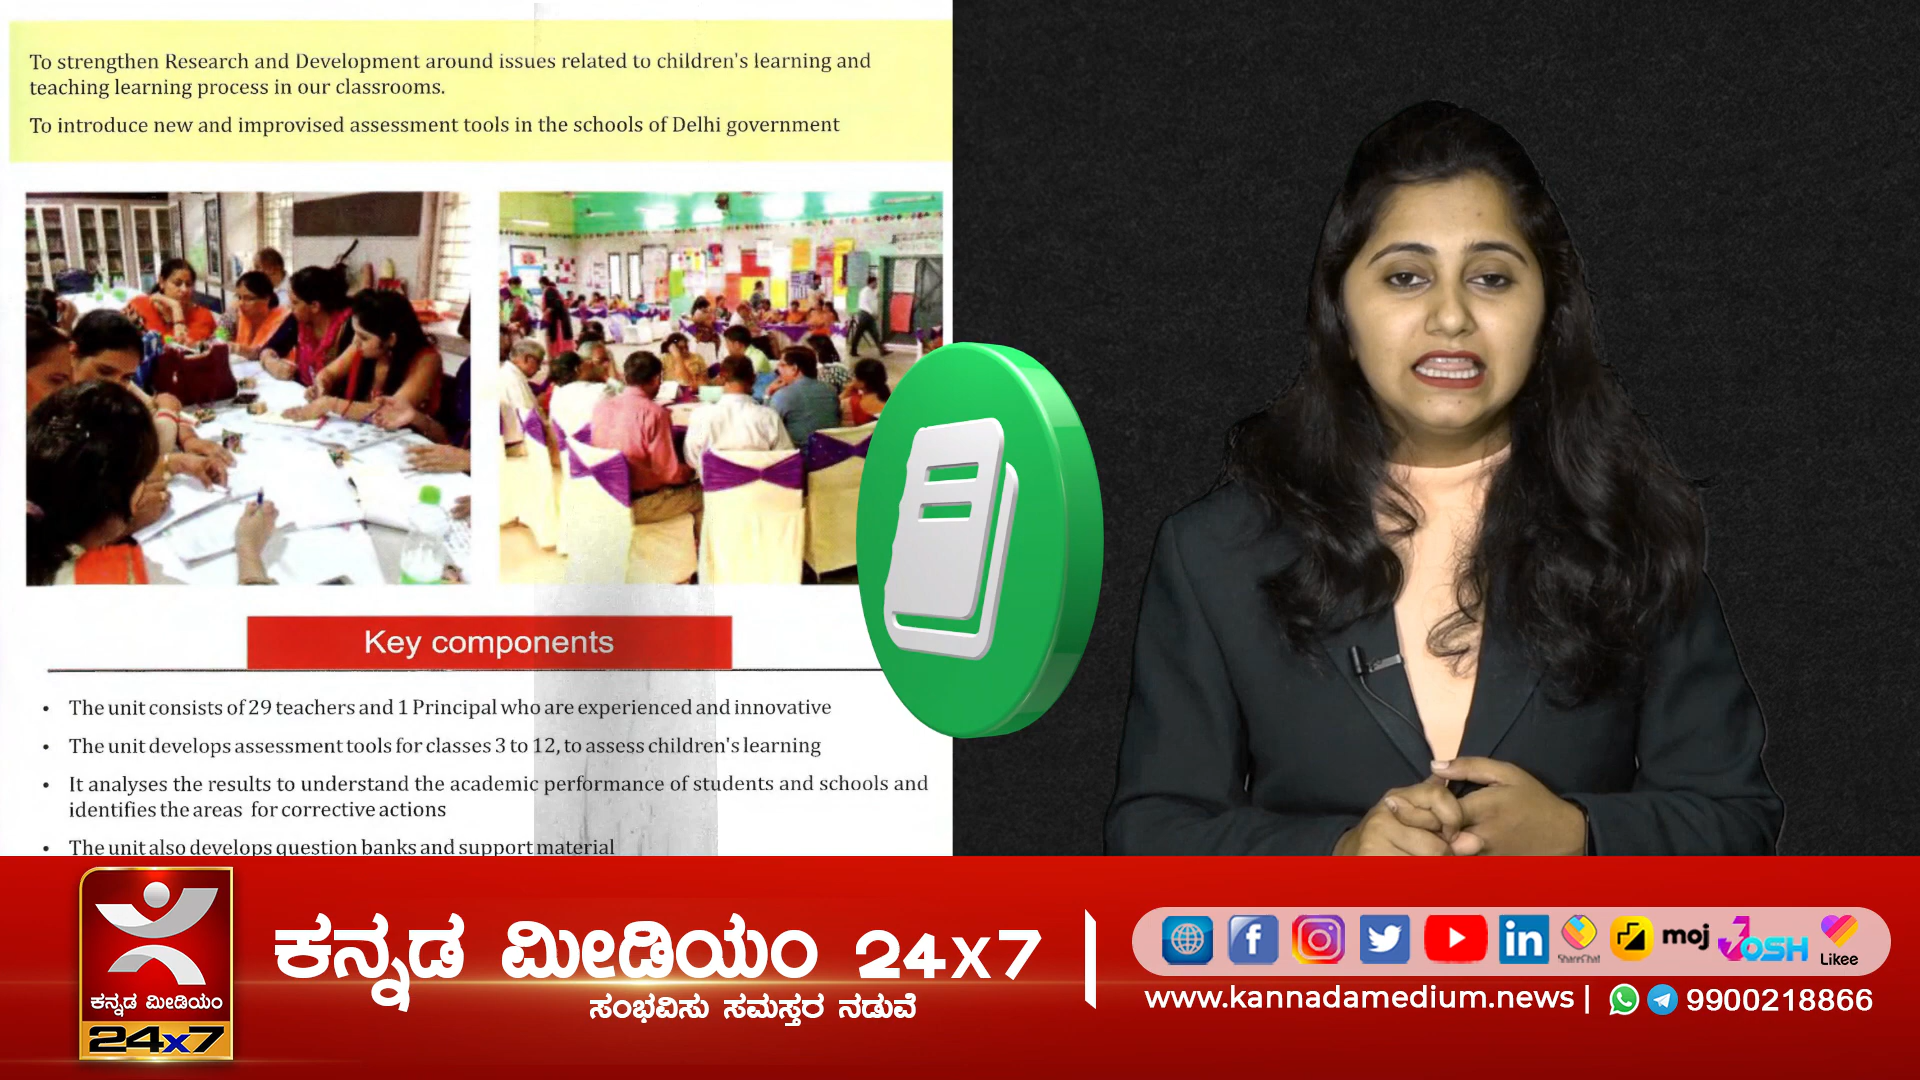 To strengthen Research and Development around issues related to children's learning and
teaching learning process in our classrooms.
To introduce new and improvised assessment tools in the schools of Delhi government
Key components
• The unit consists of 29 teachers and 1 Principal who are experienced and innovative
• The unit develops assessment tools for classes 3 to 12, to assess children's learning
• It analyses the results to understand the academic performance of students and schools and
identifies the areas for corrective actions
• The unit also develops question banks and support material
ಕನ್ನಡ ಮೀಡಿಯಂ
24x7
ಕನ್ನಡ ಮೀಡಿಯಂ 24x7
ಸಂಭವಿಸು ಸಮಸ್ತರ ನಡುವೆ
in ShareChat moj Josh Likee
www.kannadamedium.news | 9900218866